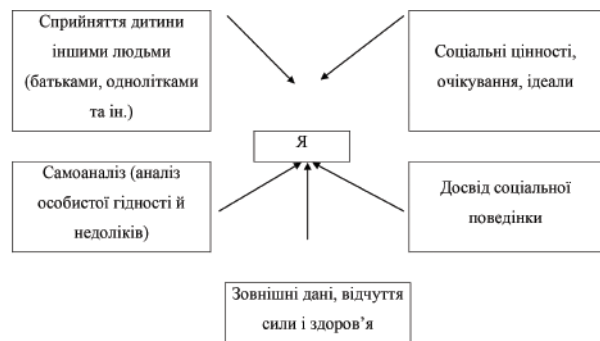 Сприйняття дитини
іншими людьми
(батьками, однолітками
та ін.)
Соціальні цінності,
очікування, ідеали
Я
Самоаналіз (аналіз
особистої гідності й
недоліків)
Досвід соціальної
поведінки
Зовнішні дані, відчуття
сили і здоров’я